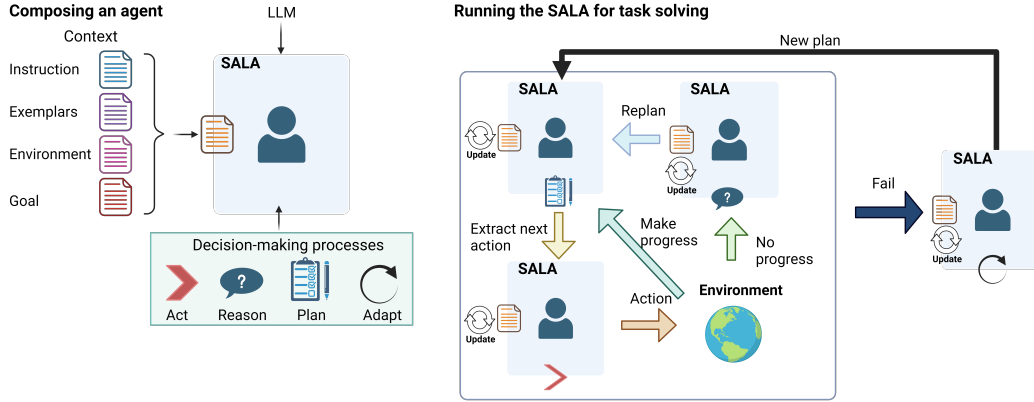 Composing an agent
LLM
Context
Instruction
Exemplars
Environment
Goal
SALA
Decision-making processes
?
Act
Reason
Plan
Adapt
Running the SALA for task solving
New plan
SALA
Update
Replan
SALA
Update
?
Extract next
action
Make
progress
No
progress
SALA
Update
Action
Environment
Fail
SALA
Update